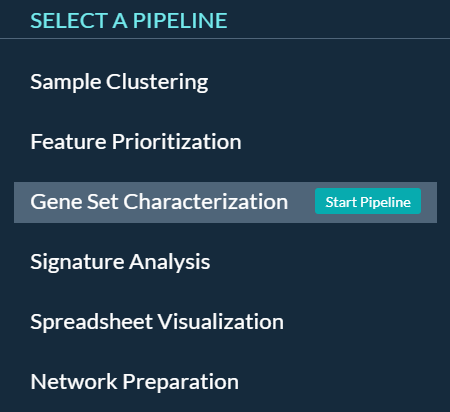 SELECT A PIPELINE
Sample Clustering
Feature Prioritization
Gene Set Characterization Start Pipeline
Signature Analysis
Spreadsheet Visualization
Network Preparation